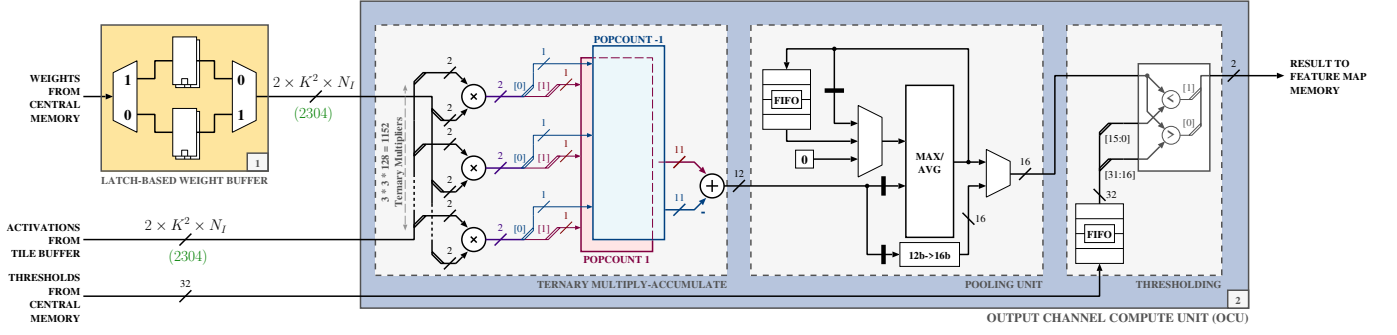 WEIGHTS
FROM
CENTRAL
MEMORY
1
0
0
1
1
LATCH-BASED WEIGHT BUFFER
2 × K² × N_I
(2304)
ACTIVATIONS
FROM
TILE BUFFER
2 × K² × N_I
(2304)
THRESHOLDS
FROM
CENTRAL
MEMORY
32
3 * 3 * 128 = 1152
Ternary Multipliers
2
2
×
2
[0]
[1]
1
1
2
2
×
2
[0]
[1]
1
1
2
2
×
2
[0]
[1]
1
1
POPCOUNT -1
POPCOUNT 1
11
11
+
-
12
TERNARY MULTIPLY-ACCUMULATE
FIFO
0
MAX/
AVG
12b->16b
16
16
POOLING UNIT
<
>
[1]
[0]
[15:0]
[31:16]
32
FIFO
THRESHOLDING
2
2
RESULT TO
FEATURE MAP
MEMORY
OUTPUT CHANNEL COMPUTE UNIT (OCU)